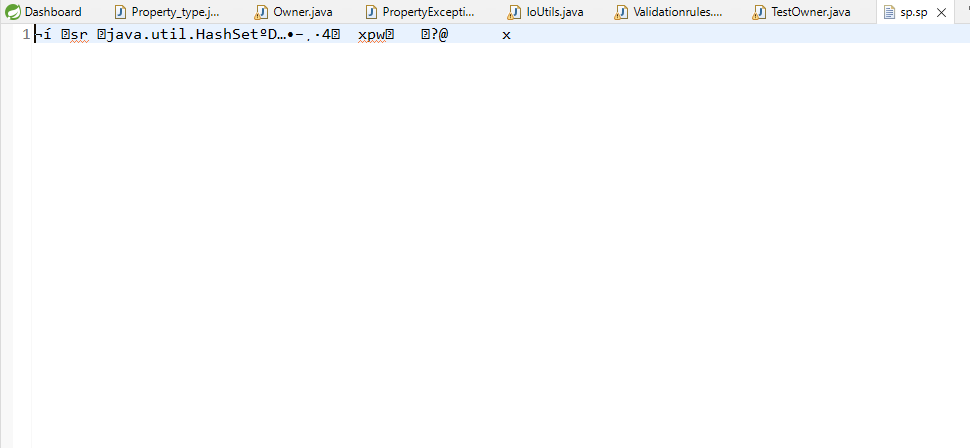 Dashboard Property_type.j... Owner.java PropertyExcepti... IoUtils.java Validationrules.... TestOwner.java sp.sp
1 ¬í sr java.util.HashSetºD…•–¸·4 xpw ?@ x